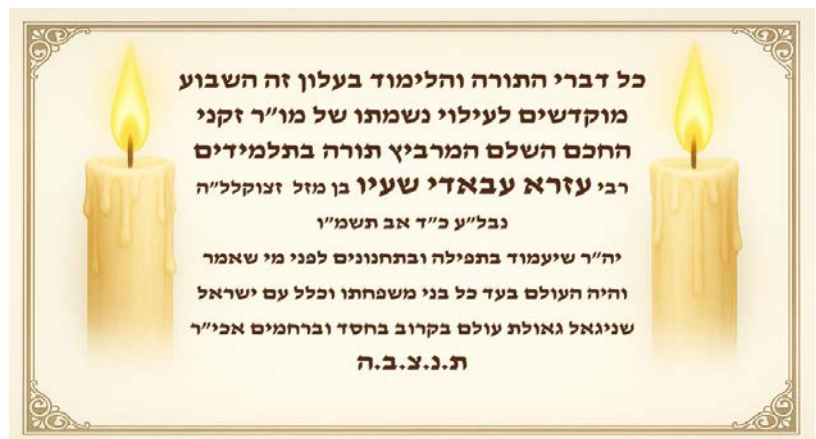 כל דברי התורה והלימוד בעלון זה השבוע
מוקדשים לעילוי נשמתו של מו״ר זקני
החכם השלם המרביץ תורה בתלמידים
רבי עזרא עבאדי שעיו בן מזל זצוקלל״ה
נבל״ע כ״ד אב תשמ״ו
יה״ר שיעמוד בתפילה ובתחנונים לפני מי שאמר
והיה העולם בעד כל בני משפחתו וכלל עם ישראל
שניגאל גאולת עולם בקרוב בחסד וברחמים אכי״ר
ת.נ.צ.ב.ה